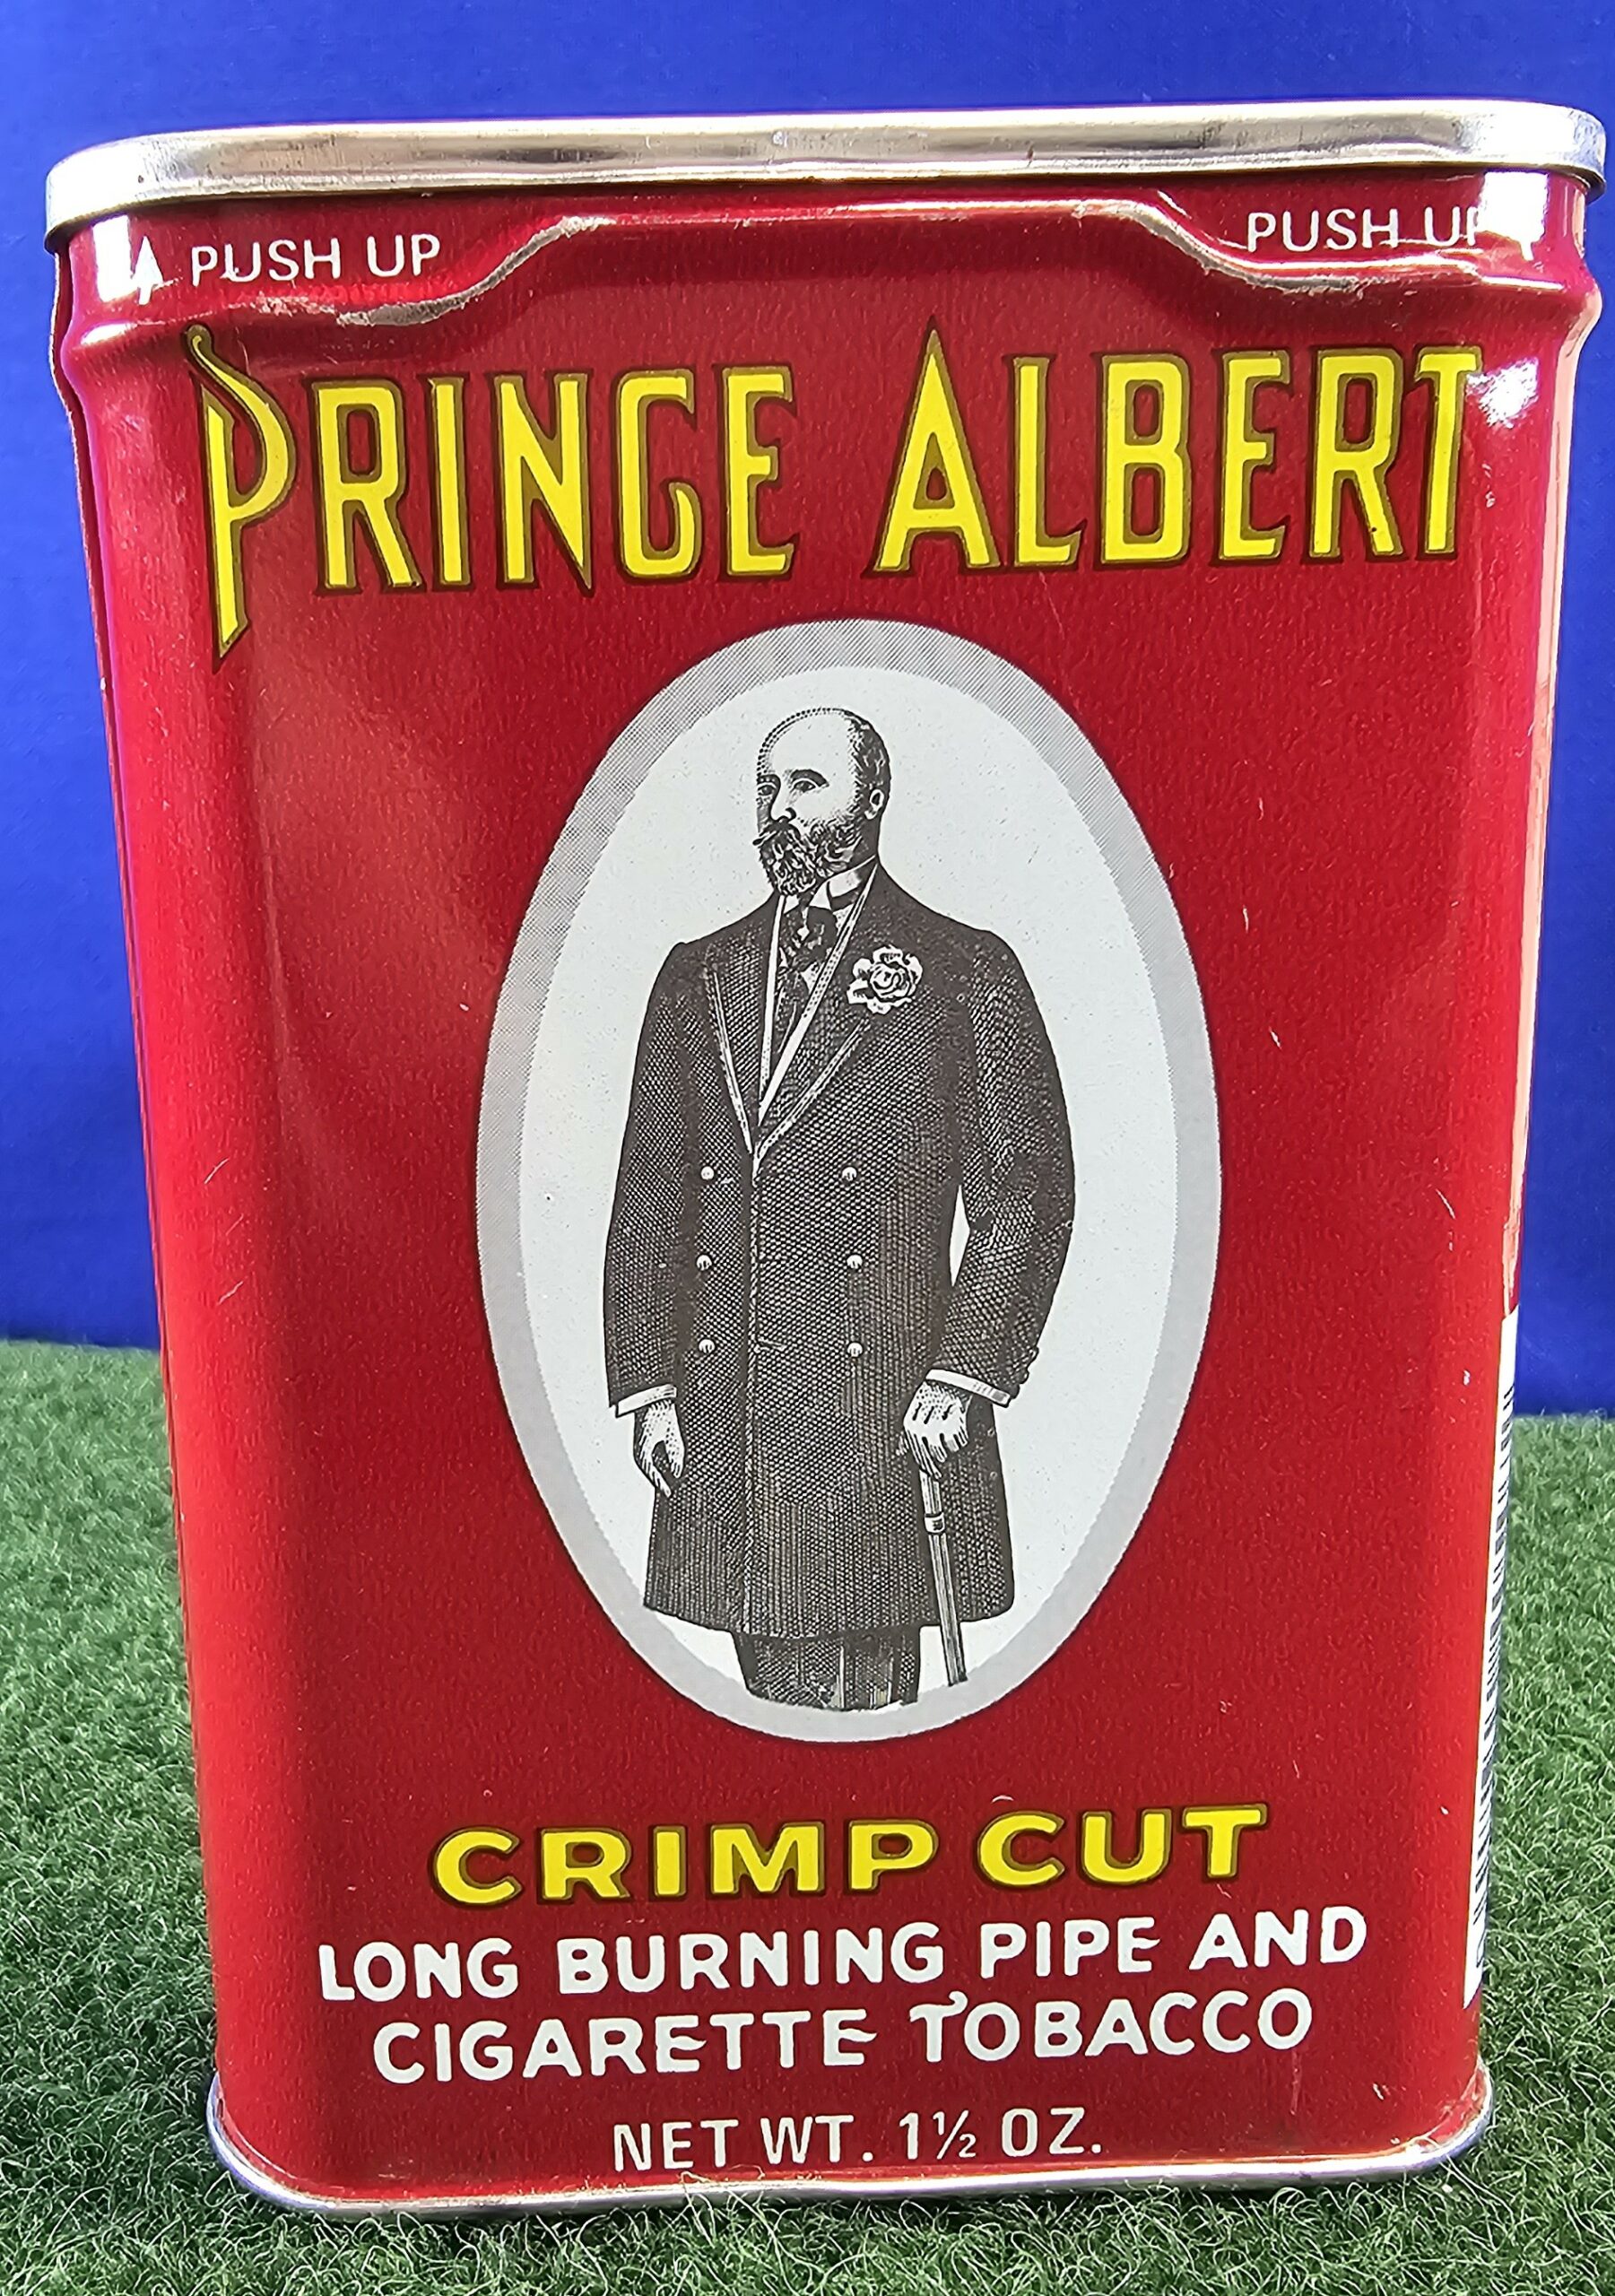 PUSH UP PUSH UP
PRINCE ALBERT
CRIMP CUT
LONG BURNING PIPE AND
CIGARETTE TOBACCO
NET WT. 1½ OZ.